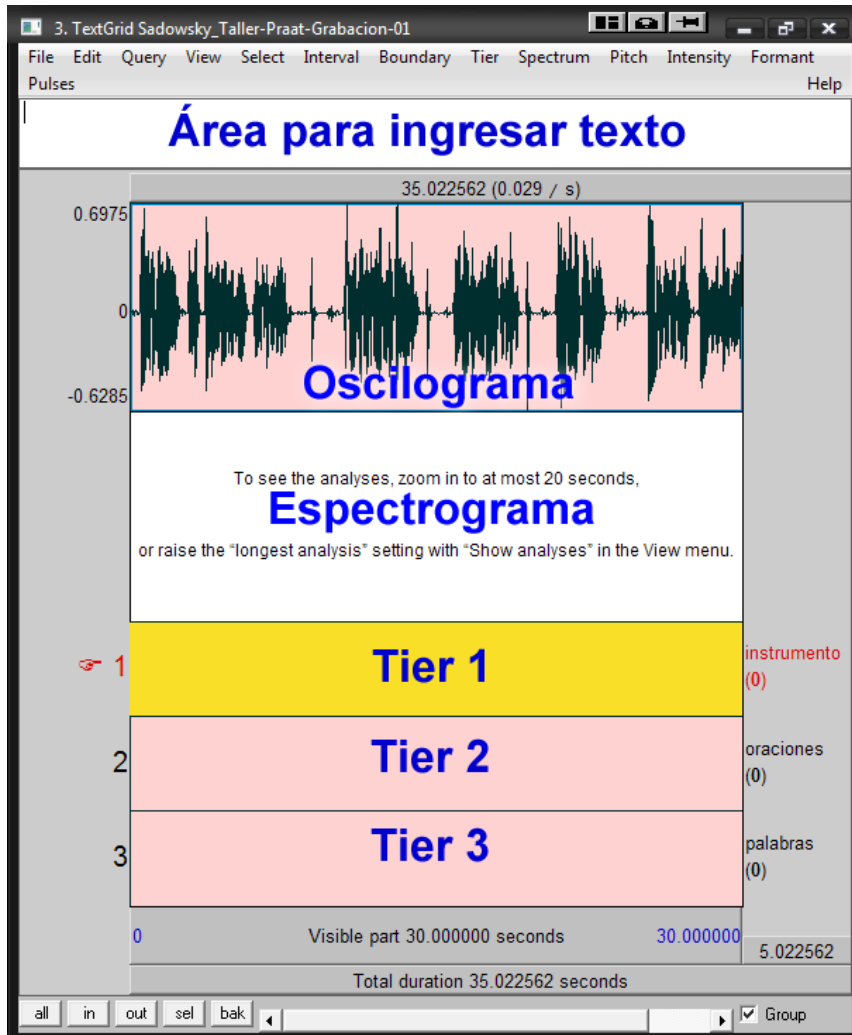 3. TextGrid Sadowsky_Taller-Praat-Grabacion-01
File Edit Query View Select Interval Boundary Tier Spectrum Pitch Intensity Formant
Pulses Help
Área para ingresar texto
35.022562 (0.029 / s)
0.6975
0
-0.6285
Oscilograma
To see the analyses, zoom in to at most 20 seconds,
Espectrograma
or raise the “longest analysis” setting with “Show analyses” in the View menu.
1 Tier 1 instrumento
(0)
2 Tier 2 oraciones
(0)
3 Tier 3 palabras
(0)
0 Visible part 30.000000 seconds 30.000000
5.022562
Total duration 35.022562 seconds
all in out sel bak Group